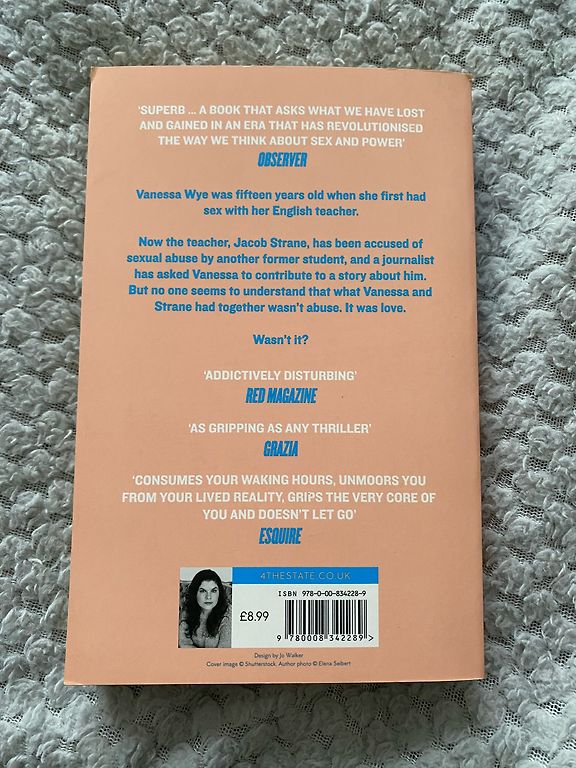 ‘SUPERB ... A BOOK THAT ASKS WHAT WE HAVE LOST
AND GAINED IN AN ERA THAT HAS REVOLUTIONISED
THE WAY WE THINK ABOUT SEX AND POWER’
OBSERVER
Vanessa Wye was fifteen years old when she first had
sex with her English teacher.
Now the teacher, Jacob Strane, has been accused of
sexual abuse by another former student, and a journalist
has asked Vanessa to contribute to a story about him.
But no one seems to understand that what Vanessa and
Strane had together wasn’t abuse. It was love.
Wasn’t it?
‘ADDICTIVELY DISTURBING’
RED MAGAZINE
‘AS GRIPPING AS ANY THRILLER’
GRAZIA
‘CONSUMES YOUR WAKING HOURS, UNMOORS YOU
FROM YOUR LIVED REALITY, GRIPS THE VERY CORE OF
YOU AND DOESN’T LET GO’
ESQUIRE
4THESTATE.CO.UK
ISBN 978-0-00-834228-9
£8.99
9 780008 342289 >
Design by Jo Walker
Cover image © Shutterstock. Author photo © Elena Seibert